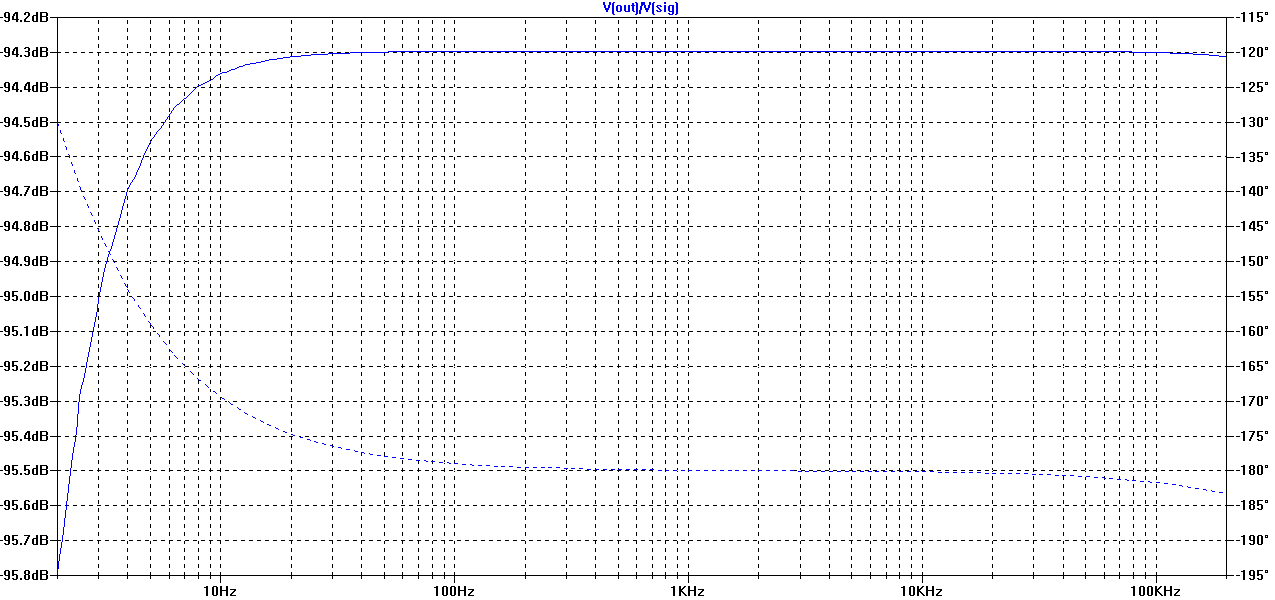 V(out)/V(sig)
-94.2dB
-94.3dB
-94.4dB
-94.5dB
-94.6dB
-94.7dB
-94.8dB
-94.9dB
-95.0dB
-95.1dB
-95.2dB
-95.3dB
-95.4dB
-95.5dB
-95.6dB
-95.7dB
-95.8dB
-115°
-120°
-125°
-130°
-135°
-140°
-145°
-150°
-155°
-160°
-165°
-170°
-175°
-180°
-185°
-190°
-195°
10Hz 100Hz 1KHz 10KHz 100KHz